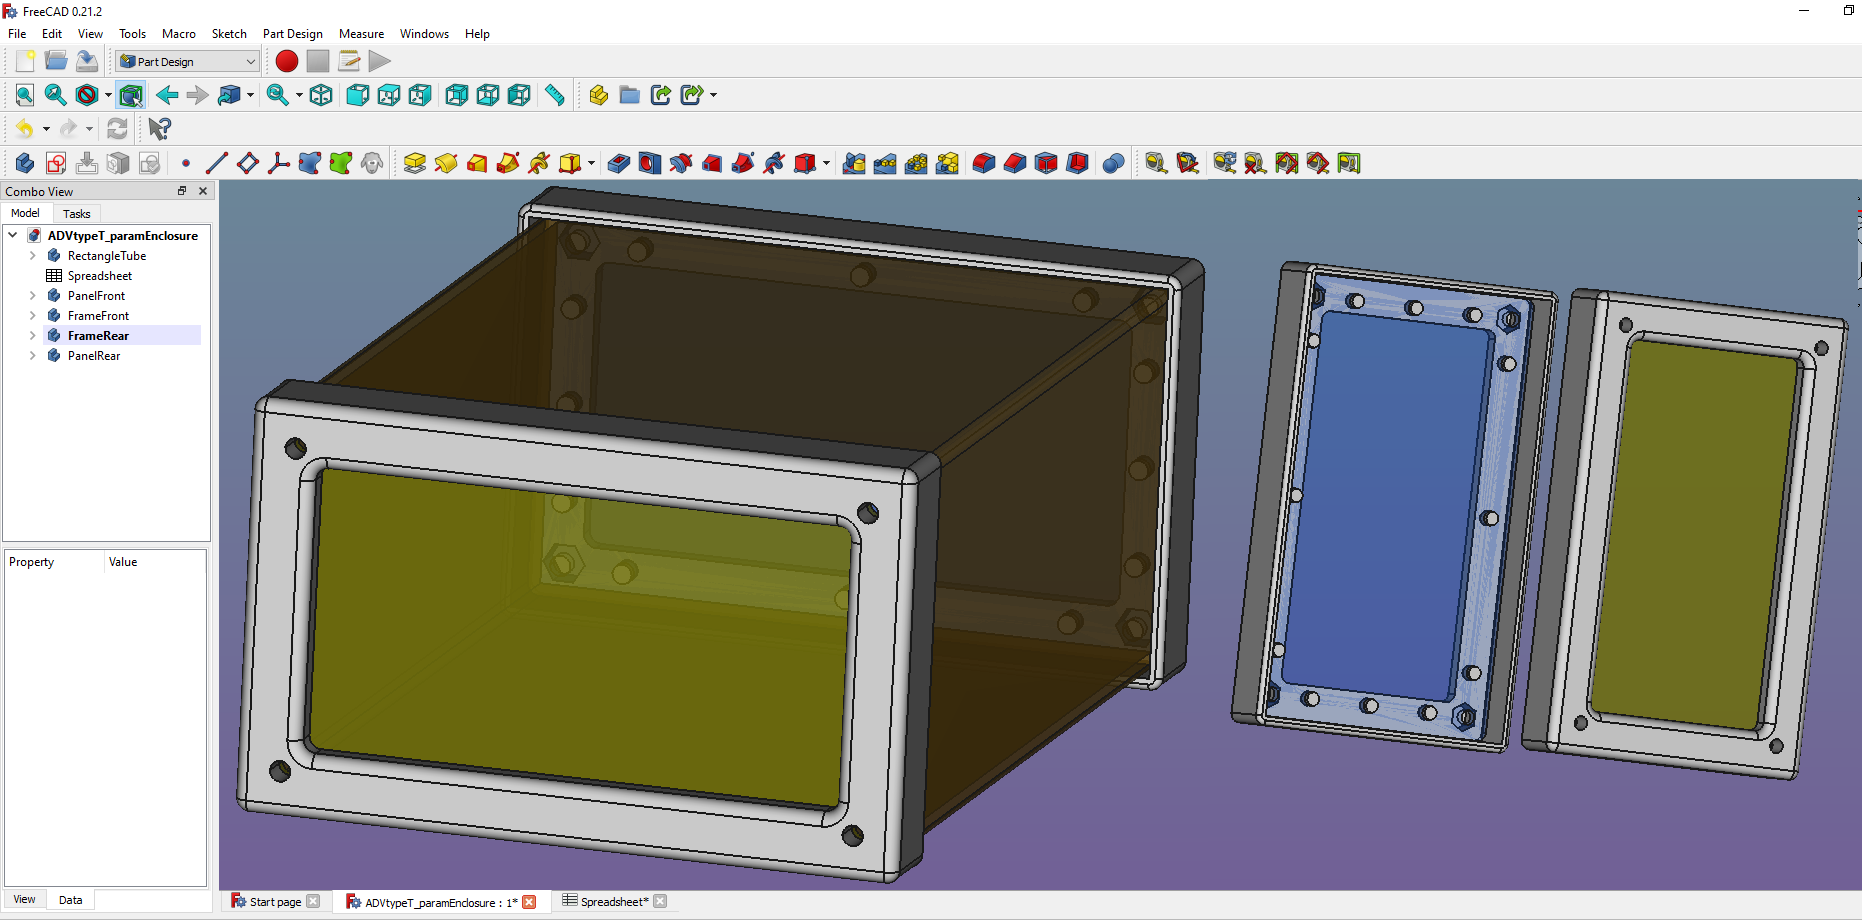 FreeCAD 0.21.2
File Edit View Tools Macro Sketch Part Design Measure Windows Help
Part Design
Combo View
Model Tasks
ADVtypeT_paramEnclosure
RectangleTube
Spreadsheet
PanelFront
FrameFront
FrameRear
PanelRear
Property Value
View Data
Start page
ADVtypeT_paramEnclosure : 1*
Spreadsheet*